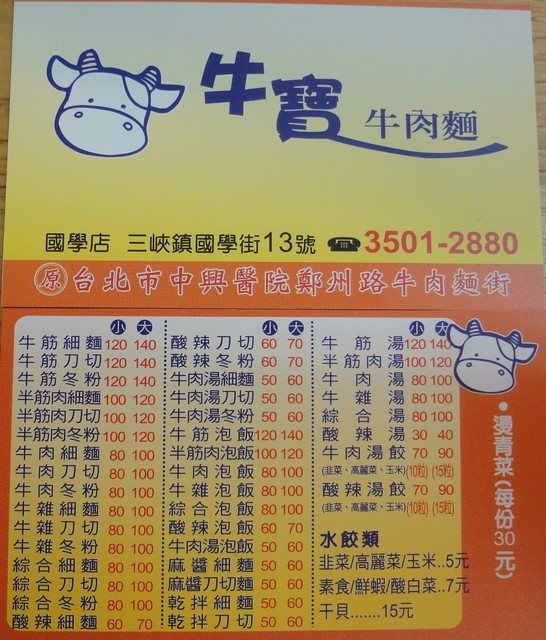 牛寶 牛肉麵
國學店 三峽鎮國學街13號 ☎3501-2880
原 台北市中興醫院鄭州路牛肉麵街
小 大
牛筋細麵 120 140
牛筋刀切 120 140
牛筋冬粉 120 140
半筋肉細麵 100 120
半筋肉刀切 100 120
半筋肉冬粉 100 120
牛肉細麵 80 100
牛肉刀切 80 100
牛肉冬粉 80 100
牛雜細麵 80 100
牛雜刀切 80 100
牛雜冬粉 80 100
綜合細麵 80 100
綜合刀切 80 100
綜合冬粉 80 100
酸辣細麵 60 70
小 大
酸辣刀切 60 70
酸辣冬粉 60 70
牛肉湯細麵 50 60
牛肉湯刀切 50 60
牛肉湯冬粉 50 60
牛筋泡飯 120 140
半筋肉泡飯 100 120
牛肉泡飯 80 100
牛雜泡飯 80 100
綜合泡飯 80 100
酸辣泡飯 60 70
牛肉湯泡飯 50 60
麻醬細麵 50 60
麻醬刀切麵 50 60
乾拌細麵 50 60
乾拌刀切 50 60
小 大
牛筋湯 120 140
半筋肉湯 100 120
牛肉湯 80 100
牛雜湯 80 100
綜合湯 80 100
酸辣湯 30 40
牛肉湯餃 70 90
(韭菜、高麗菜、玉米) (10粒) (15粒)
酸辣湯餃 70 90
(韭菜、高麗菜、玉米) (10粒) (15粒)
水餃類
韭菜/高麗菜/玉米..5元
素食/鮮蝦/酸白菜..7元
干貝.......15元
•燙青菜(每份30元)